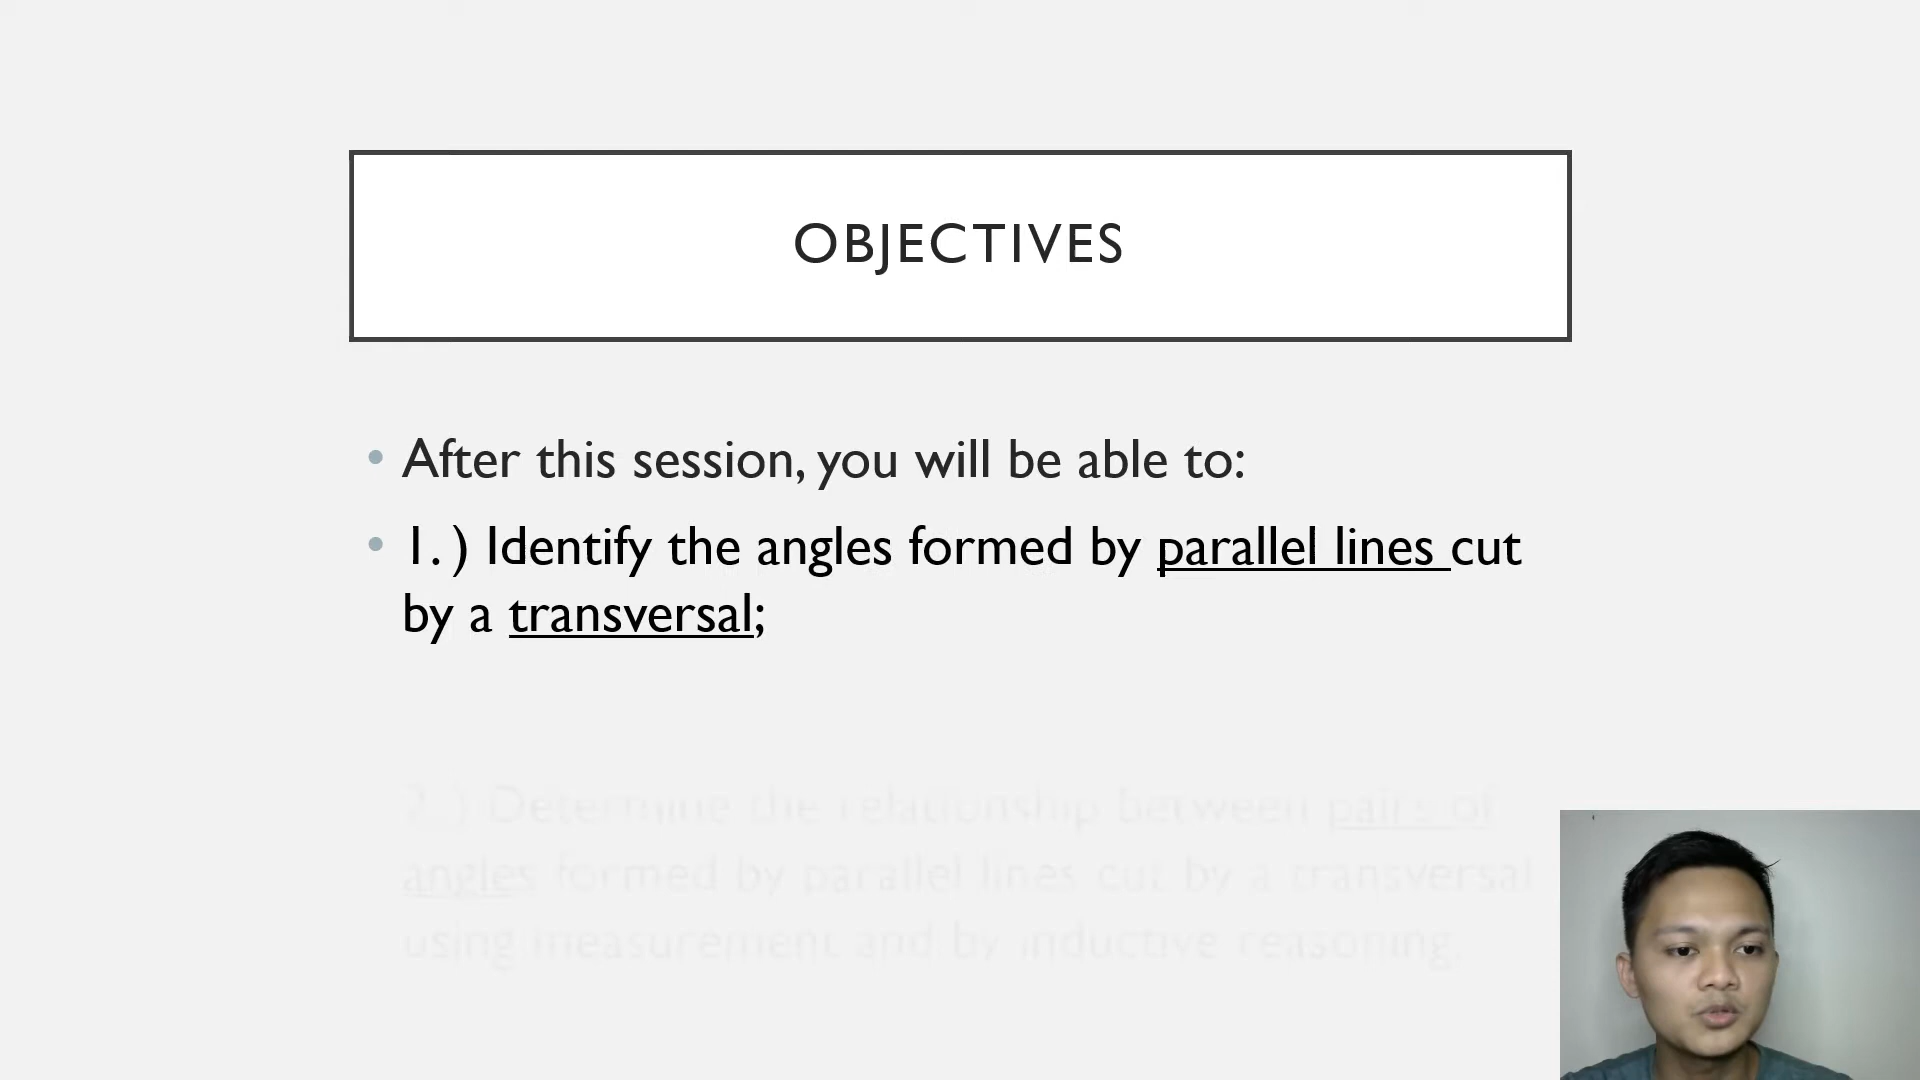 OBJECTIVES
• After this session, you will be able to:
• 1. ) Identify the angles formed by parallel lines cut
by a transversal;
2. ) Determine the relationship between pairs of
angles formed by parallel lines cut by a transversal
using measurement and by inductive reasoning.